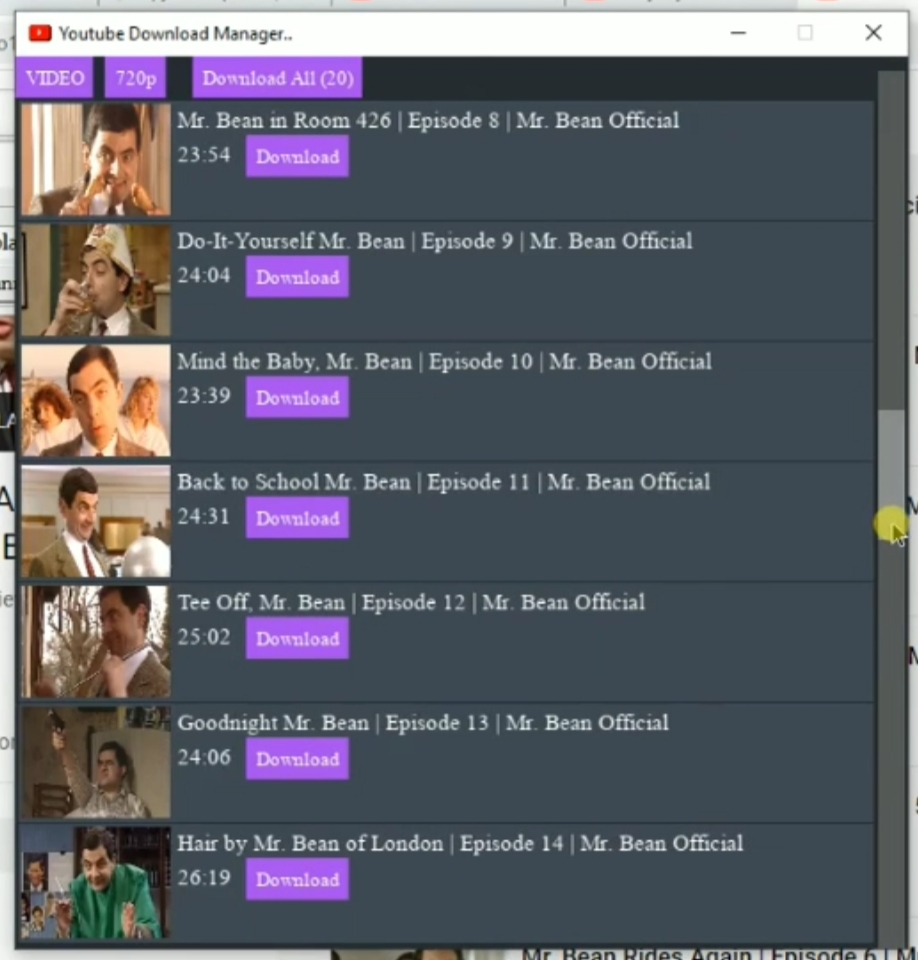 Youtube Download Manager..
VIDEO 720p Download All (20)
Mr. Bean in Room 426 | Episode 8 | Mr. Bean Official
23:54 Download
Do-It-Yourself Mr. Bean | Episode 9 | Mr. Bean Official
24:04 Download
Mind the Baby, Mr. Bean | Episode 10 | Mr. Bean Official
23:39 Download
Back to School Mr. Bean | Episode 11 | Mr. Bean Official
24:31 Download
Tee Off, Mr. Bean | Episode 12 | Mr. Bean Official
25:02 Download
Goodnight Mr. Bean | Episode 13 | Mr. Bean Official
24:06 Download
Hair by Mr. Bean of London | Episode 14 | Mr. Bean Official
26:19 Download
Mr. Bean Rides Again | Episode 6 | M